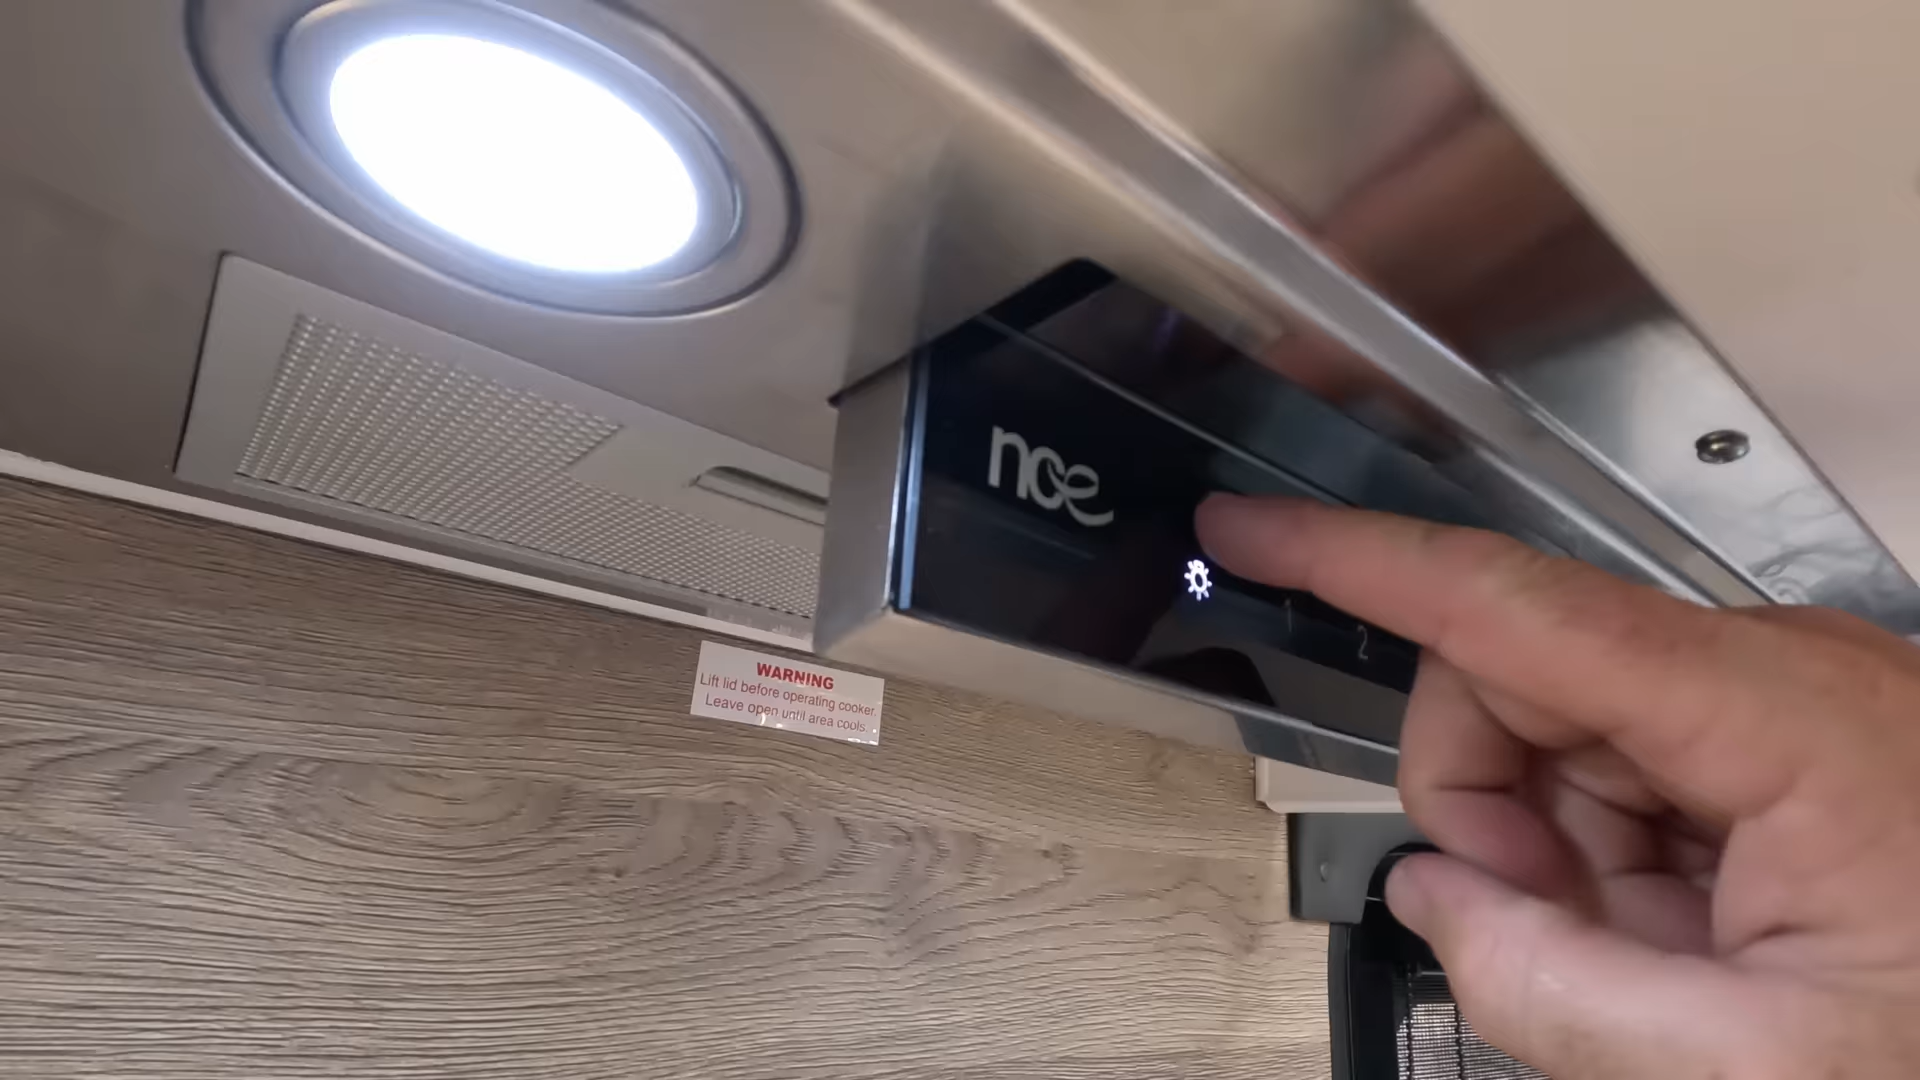 nce
1
2
WARNING
Lift lid before operating cooker.
Leave open until area cools.